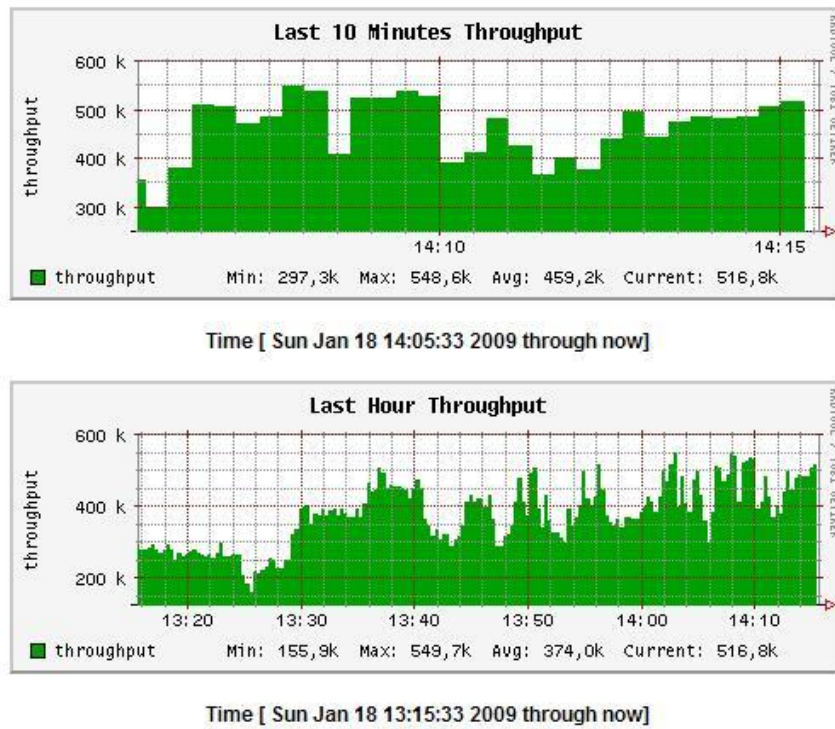 Last 10 Minutes Throughput
600 k
500 k
400 k
300 k
throughput
14:10 14:15
throughput Min: 297,3k Max: 548,6k Avg: 459,2k Current: 516,8k
Time [ Sun Jan 18 14:05:33 2009 through now]
Last Hour Throughput
600 k
400 k
200 k
throughput
13:20 13:30 13:40 13:50 14:00 14:10
throughput Min: 155,9k Max: 549,7k Avg: 374,0k Current: 516,8k
Time [ Sun Jan 18 13:15:33 2009 through now]